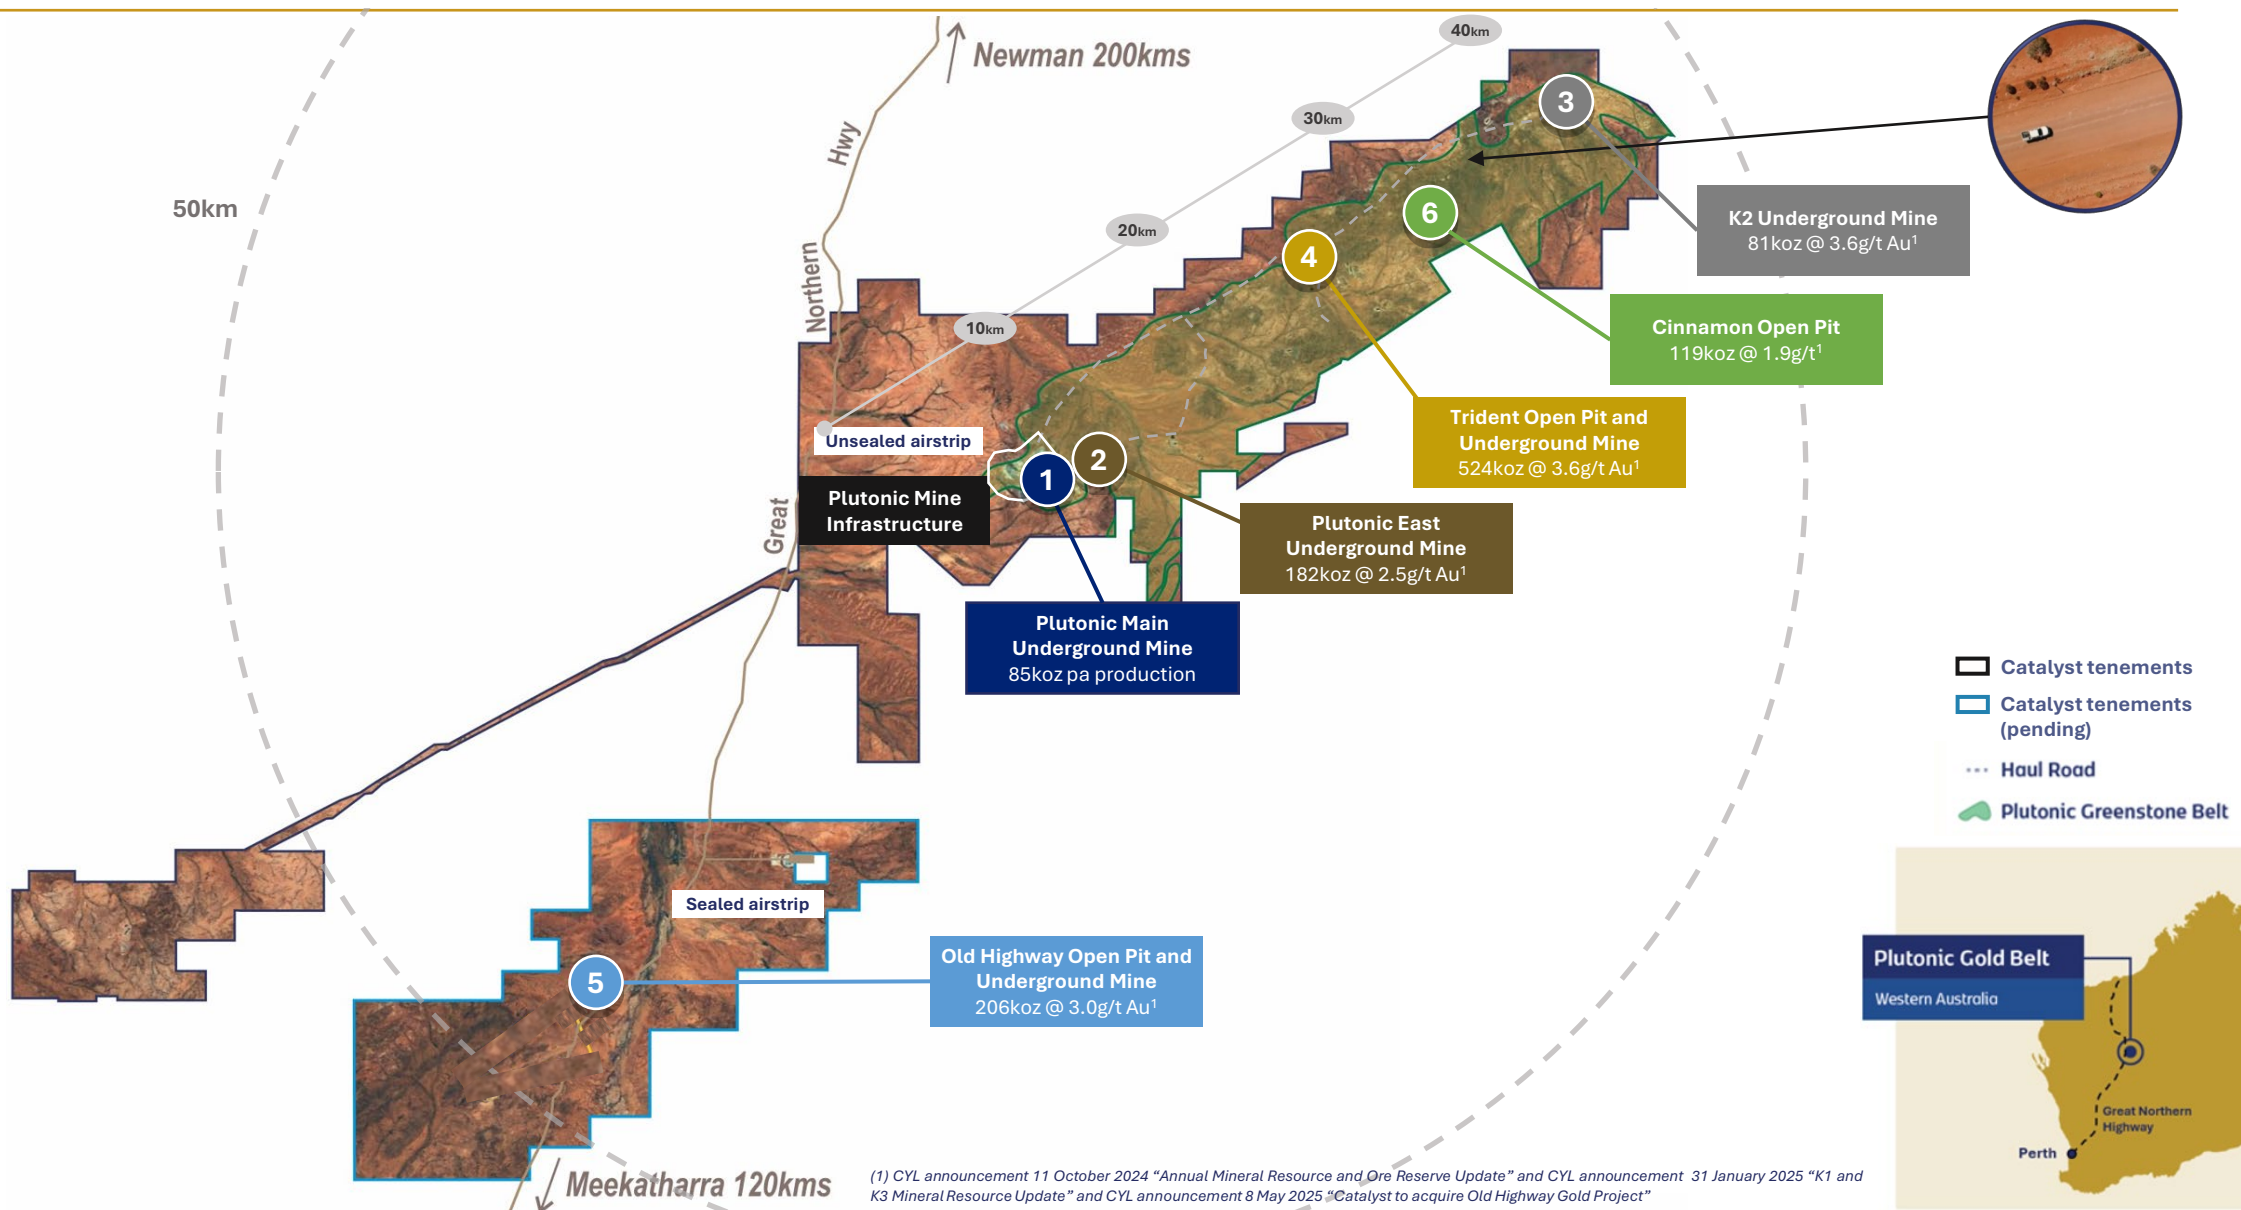 Newman 200kms
40km
30km
20km
10km
50km
Hwy
Northern
Great
3
6
4
2
1
5
K2 Underground Mine
81koz @ 3.6g/t Au¹
Cinnamon Open Pit
119koz @ 1.9g/t¹
Trident Open Pit and
Underground Mine
524koz @ 3.6g/t Au¹
Unsealed airstrip
Plutonic Mine
Infrastructure
Plutonic East
Underground Mine
182koz @ 2.5g/t Au¹
Plutonic Main
Underground Mine
85koz pa production
Catalyst tenements
Catalyst tenements
(pending)
Haul Road
Plutonic Greenstone Belt
Sealed airstrip
Old Highway Open Pit and
Underground Mine
206koz @ 3.0g/t Au¹
Plutonic Gold Belt
Western Australia
Great Northern
Highway
Perth
Meekatharra 120kms
(1) CYL announcement 11 October 2024 “Annual Mineral Resource and Ore Reserve Update” and CYL announcement 31 January 2025 “K1 and
K3 Mineral Resource Update” and CYL announcement 8 May 2025 “Catalyst to acquire Old Highway Gold Project”